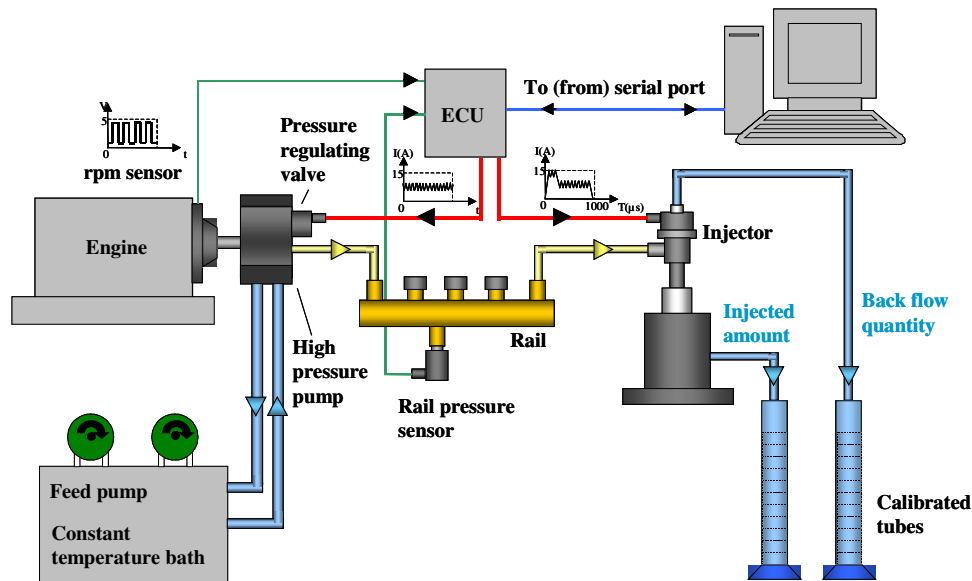 To (from) serial port
ECU
V
5
0
t
rpm sensor
Pressure
regulating
valve
I(A)
15
0
t
I(A)
15
0
1000
T(µs)
Engine
Injector
Injected
amount
Back flow
quantity
Rail
High
pressure
pump
Rail pressure
sensor
Feed pump
Constant
temperature bath
Calibrated
tubes